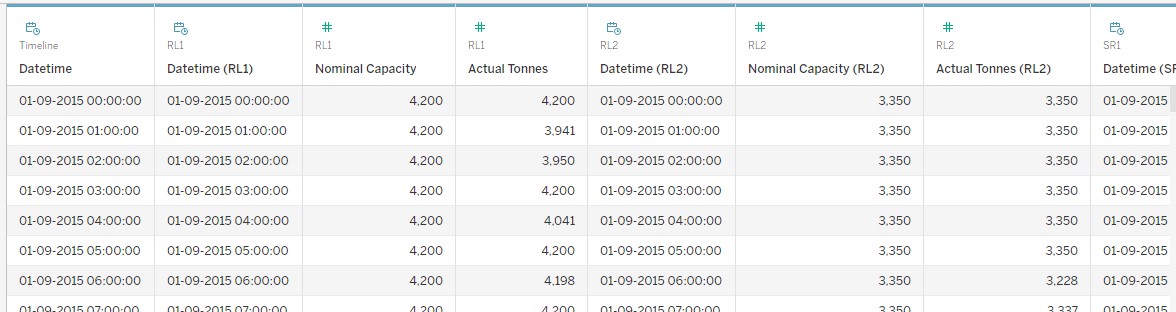 Timeline RL1 RL1 RL1 RL2 RL2 RL2 SR1
Datetime Datetime (RL1) Nominal Capacity Actual Tonnes Datetime (RL2) Nominal Capacity (RL2) Actual Tonnes (RL2) Datetime (SR
01-09-2015 00:00:00 01-09-2015 00:00:00 4,200 4,200 01-09-2015 00:00:00 3,350 3,350 01-09-2015
01-09-2015 01:00:00 01-09-2015 01:00:00 4,200 3,941 01-09-2015 01:00:00 3,350 3,350 01-09-2015
01-09-2015 02:00:00 01-09-2015 02:00:00 4,200 3,950 01-09-2015 02:00:00 3,350 3,350 01-09-2015
01-09-2015 03:00:00 01-09-2015 03:00:00 4,200 4,200 01-09-2015 03:00:00 3,350 3,350 01-09-2015
01-09-2015 04:00:00 01-09-2015 04:00:00 4,200 4,041 01-09-2015 04:00:00 3,350 3,350 01-09-2015
01-09-2015 05:00:00 01-09-2015 05:00:00 4,200 4,200 01-09-2015 05:00:00 3,350 3,350 01-09-2015
01-09-2015 06:00:00 01-09-2015 06:00:00 4,200 4,198 01-09-2015 06:00:00 3,350 3,228 01-09-2015
01-09-2015 07:00:00 01-09-2015 07:00:00 4,200 4,200 01-09-2015 07:00:00 3,350 3,337 01-09-2015